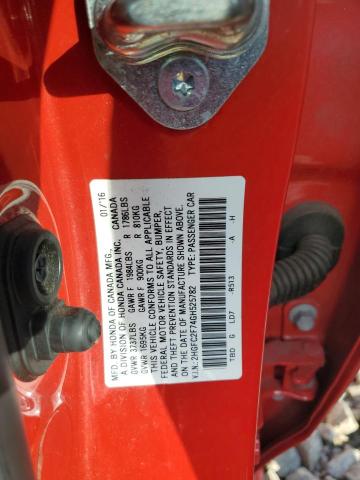 MFD. BY HONDA OF CANADA MFG., 01/16
A DIVISION OF HONDA CANADA INC. CANADA
GVWR 3737LBS GAWR F 1984LBS R 1786LBS
GVWR 1695KG GAWR F 900KG R 810KG
THIS VEHICLE CONFORMS TO ALL APPLICABLE
FEDERAL MOTOR VEHICLE SAFETY, BUMPER,
AND THEFT PREVENTION STANDARDS IN EFFECT
ON THE DATE OF MANUFACTURE SHOWN ABOVE.
V.I.N.:2HGFC2F74GH525782 TYPE: PASSENGER CAR
TBD G LD7 R513 -A -H